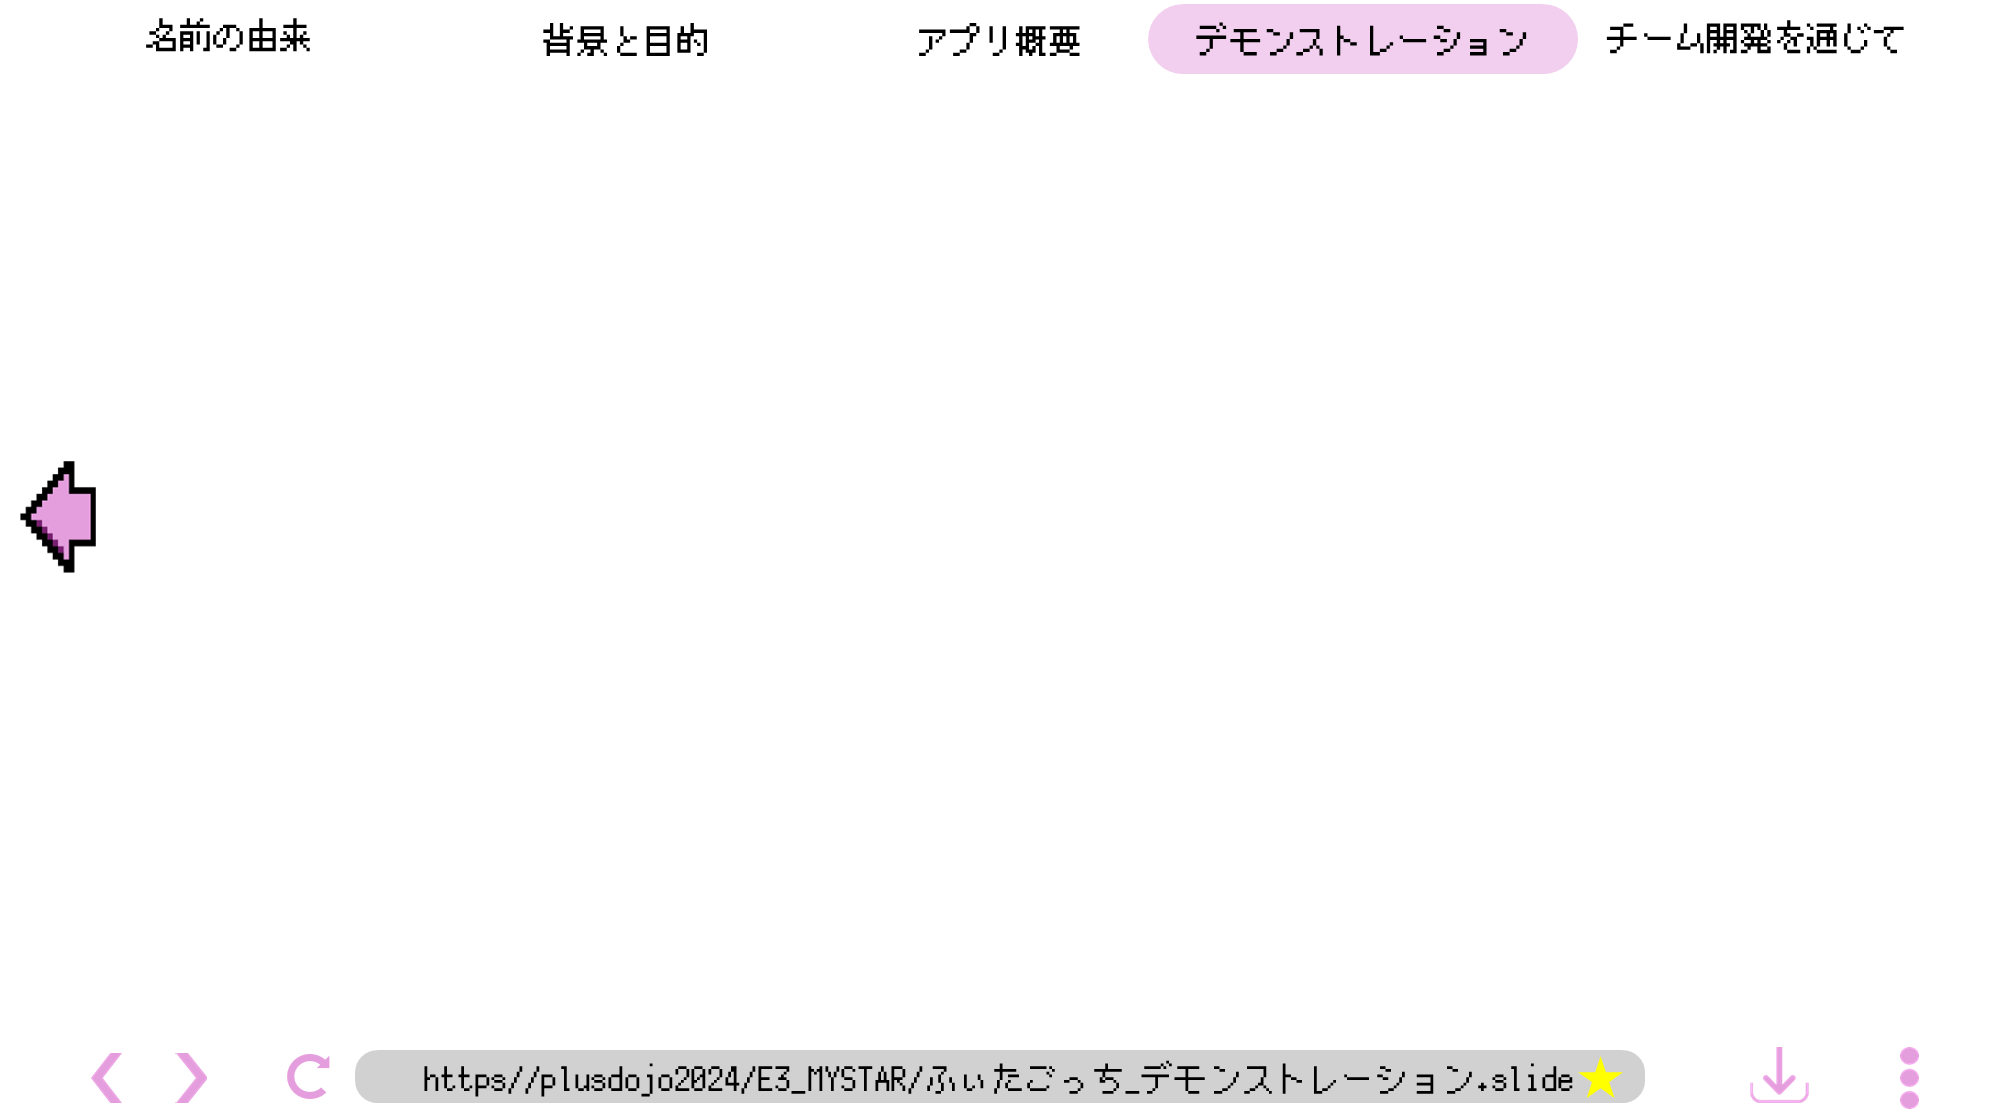 名前の由来
背景と目的
アプリ概要
デモンストレーション
チーム開発を通じて
https//plusdojo2024/E3_MYSTAR/ふぃたごっち_デモンストレーション.slide